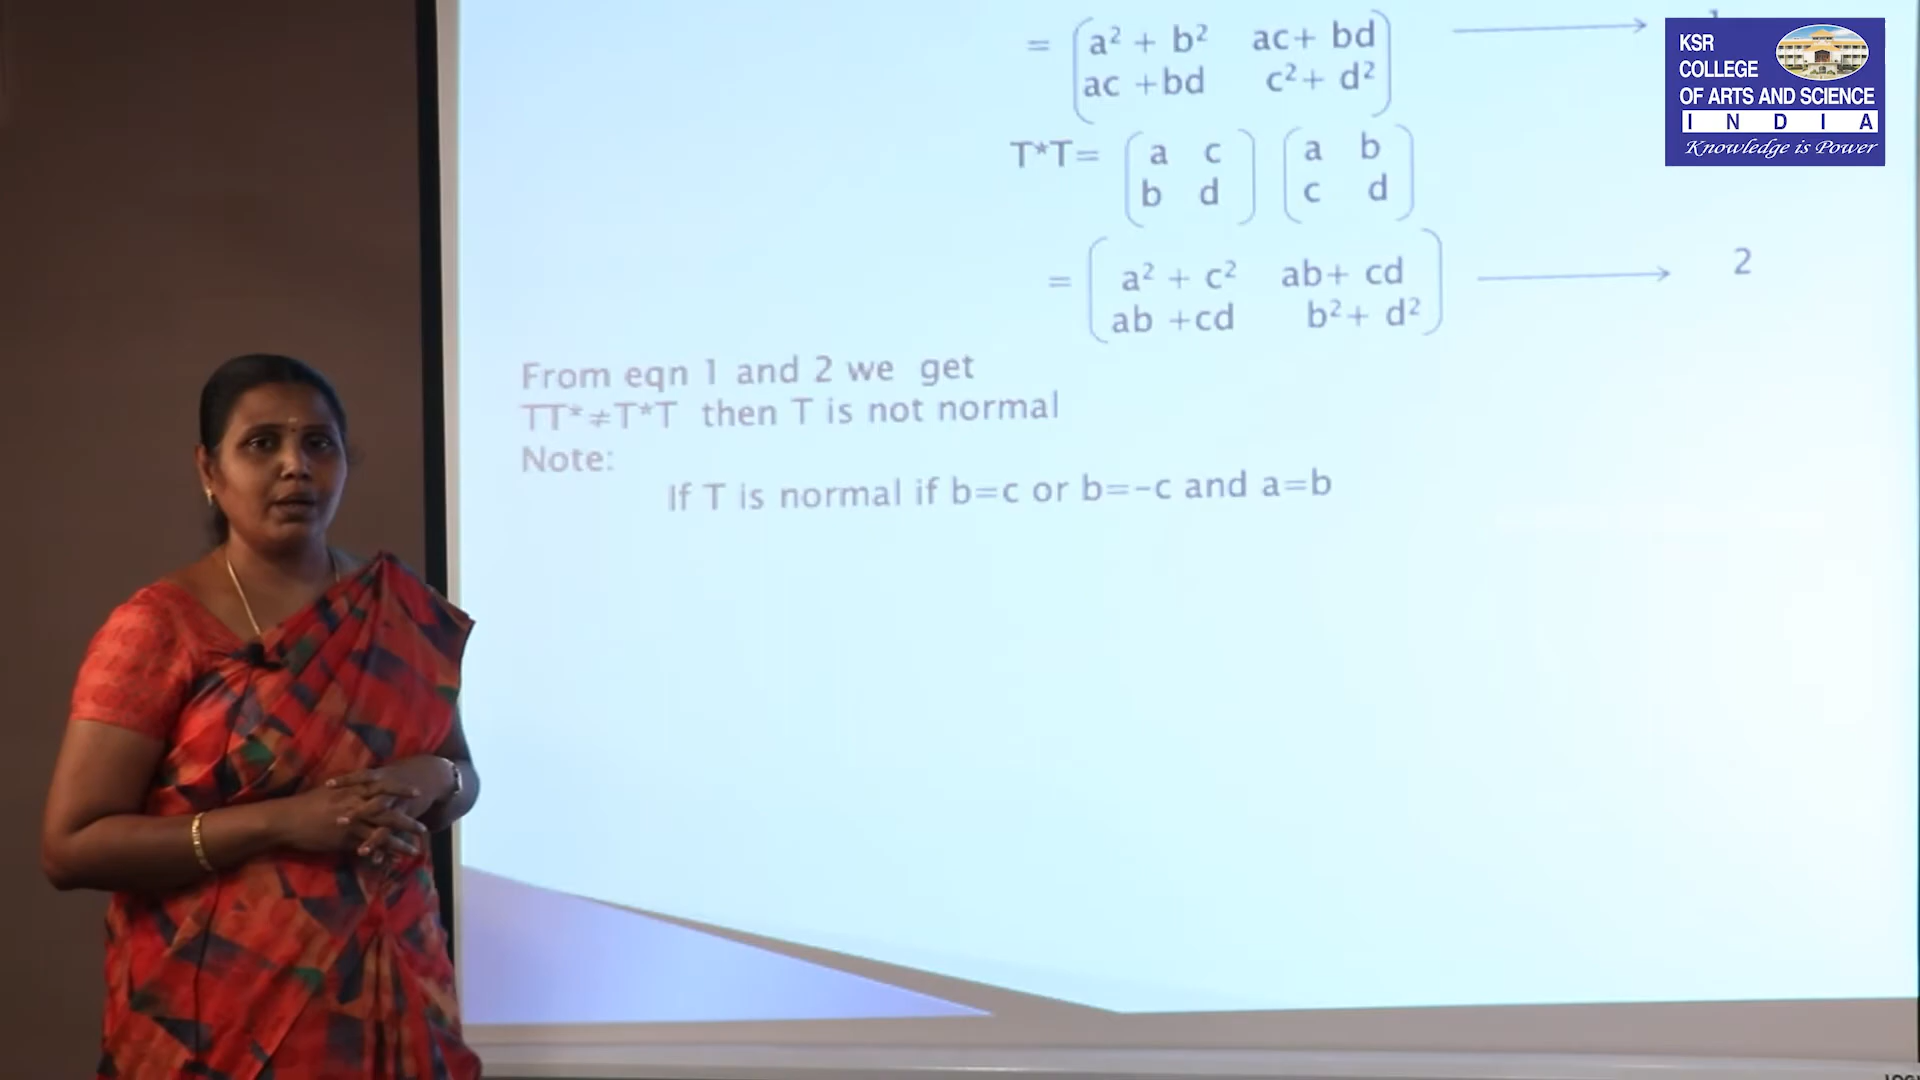 = a² + b² ac+ bd
ac +bd c²+ d²
T*T= a c a b
b d c d
= a² + c² ab+ cd 2
ab +cd b²+ d²
From eqn 1 and 2 we get
TT*≠T*T then T is not normal
Note:
If T is normal if b=c or b=-c and a=b
KSR
COLLEGE
OF ARTS AND SCIENCE
I N D I A
Knowledge is Power